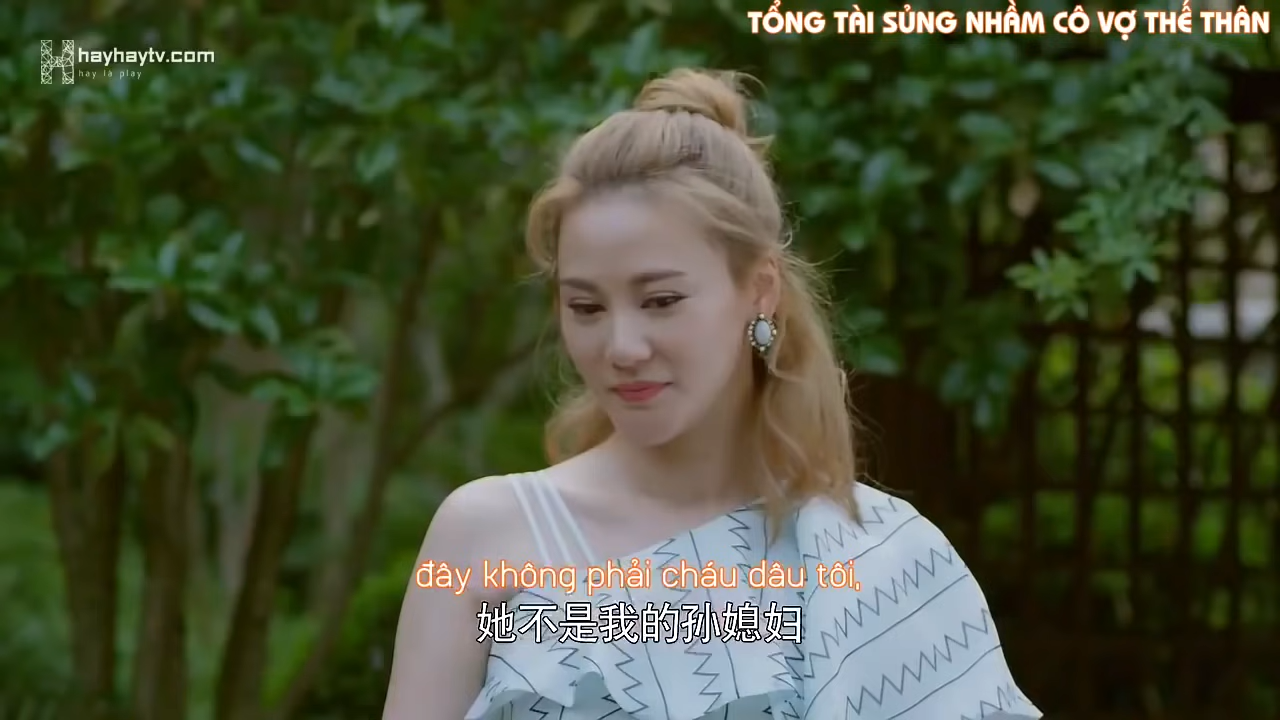 TỔNG TÀI SỦNG NHẦM CÔ VỢ THẾ THÂN
hayhaytv.com
hay là play
đây không phải cháu dâu tôi,
她不是我的孙媳妇